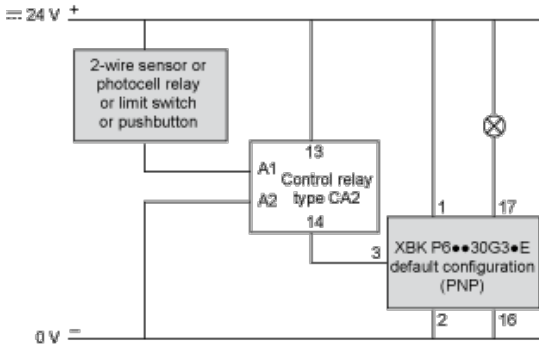 ⎓ 24 V +
2-wire sensor or
photocell relay
or limit switch
or pushbutton
13
A1
Control relay
A2
type CA2
14
1
17
3
XBK P6••30G3•E
default configuration
(PNP)
2
16
0 V −